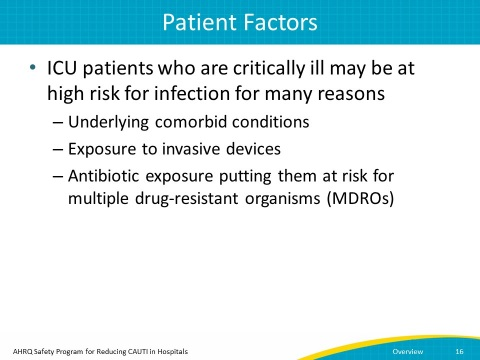 Patient Factors
• ICU patients who are critically ill may be at
high risk for infection for many reasons
– Underlying comorbid conditions
– Exposure to invasive devices
– Antibiotic exposure putting them at risk for
multiple drug-resistant organisms (MDROs)
AHRQ Safety Program for Reducing CAUTI in Hospitals
Overview
16